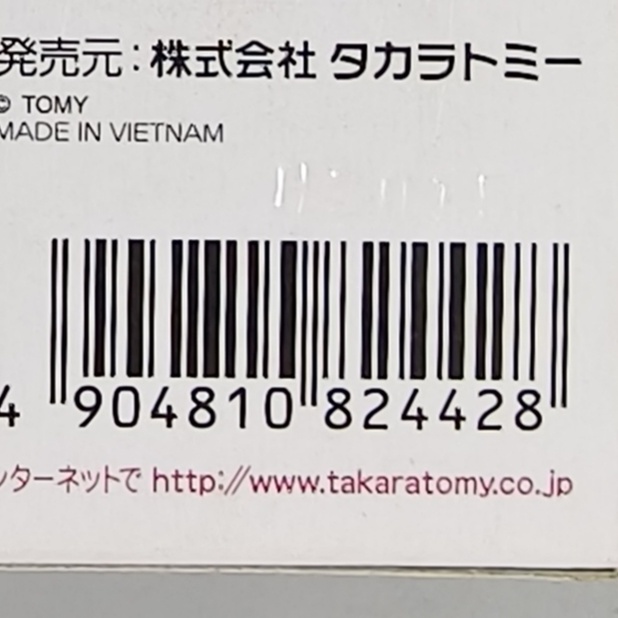 発売元：株式会社 タカラトミー
© TOMY
MADE IN VIETNAM
4 904810 824428
ンターネットで http://www.takaratomy.co.jp